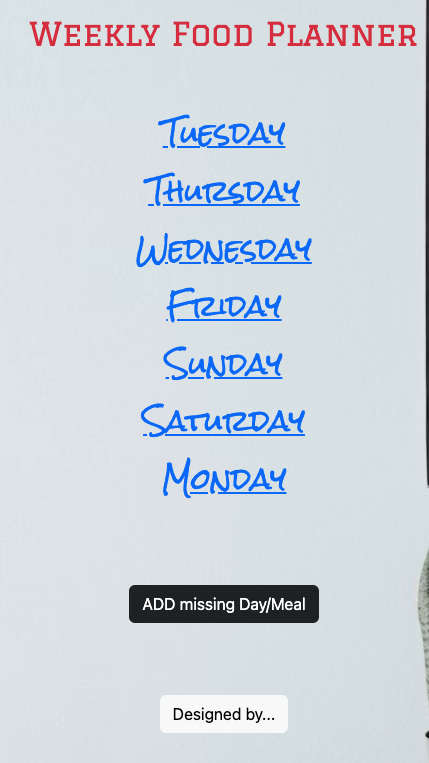 Weekly Food Planner
Tuesday
Thursday
Wednesday
Friday
Sunday
Saturday
Monday
ADD missing Day/Meal
Designed by...